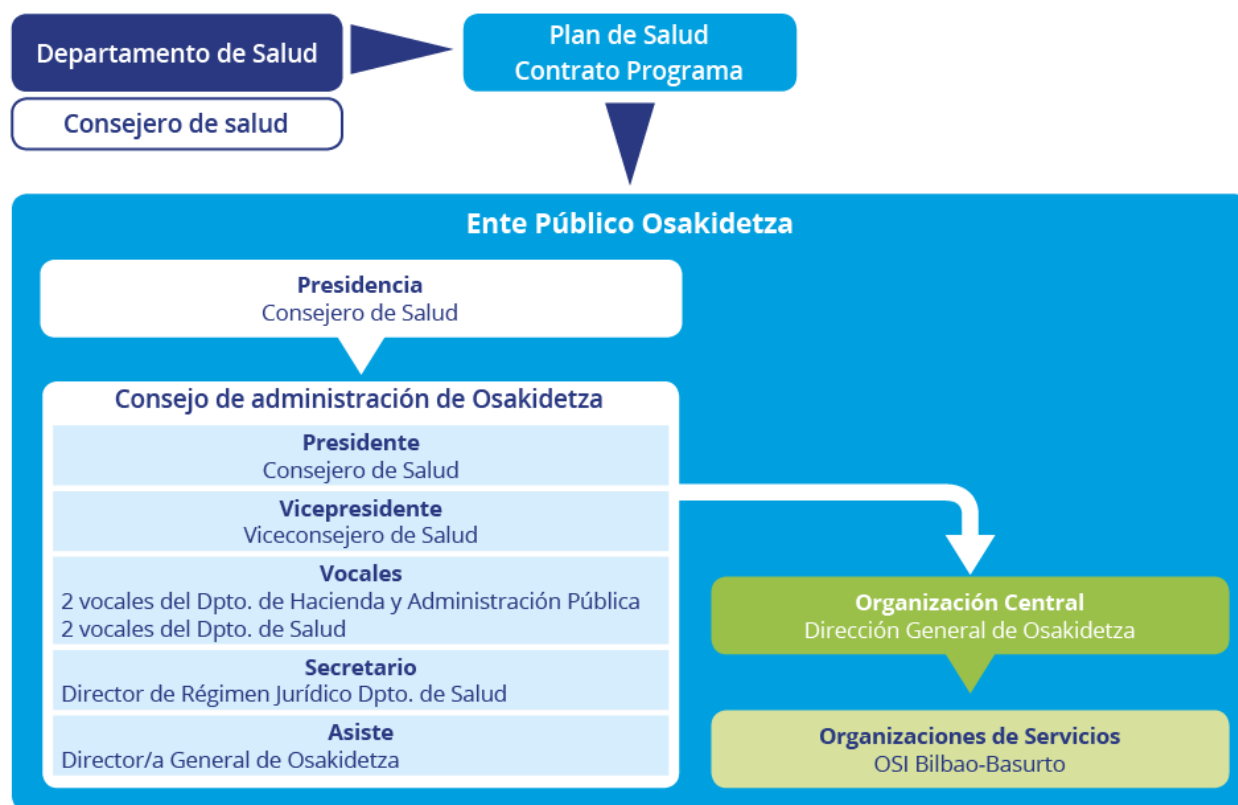 Departamento de Salud
Consejero de salud
Plan de Salud
Contrato Programa
Ente Público Osakidetza
Presidencia
Consejero de Salud
Consejo de administración de Osakidetza
Presidente
Consejero de Salud
Vicepresidente
Viceconsejero de Salud
Vocales
2 vocales del Dpto. de Hacienda y Administración Pública
2 vocales del Dpto. de Salud
Secretario
Director de Régimen Jurídico Dpto. de Salud
Asiste
Director/a General de Osakidetza
Organización Central
Dirección General de Osakidetza
Organizaciones de Servicios
OSI Bilbao-Basurto